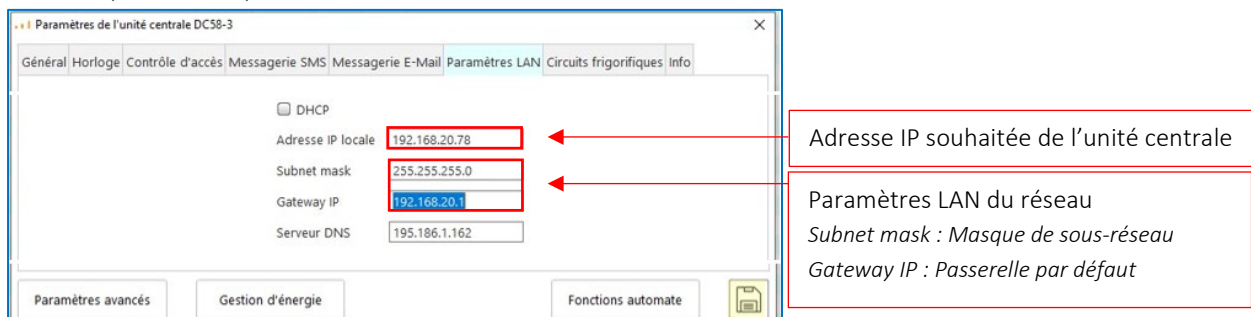 Paramètres de l'unité centrale DC58-3
Général Horloge Contrôle d'accès Messagerie SMS Messagerie E-Mail Paramètres LAN Circuits frigorifiques Info
DHCP
Adresse IP locale 192.168.20.78
Subnet mask 255.255.255.0
Gateway IP 192.168.20.1
Serveur DNS 195.186.1.162
Paramètres avancés Gestion d'énergie Fonctions automate
Adresse IP souhaitée de l’unité centrale
Paramètres LAN du réseau
Subnet mask : Masque de sous-réseau
Gateway IP : Passerelle par défaut